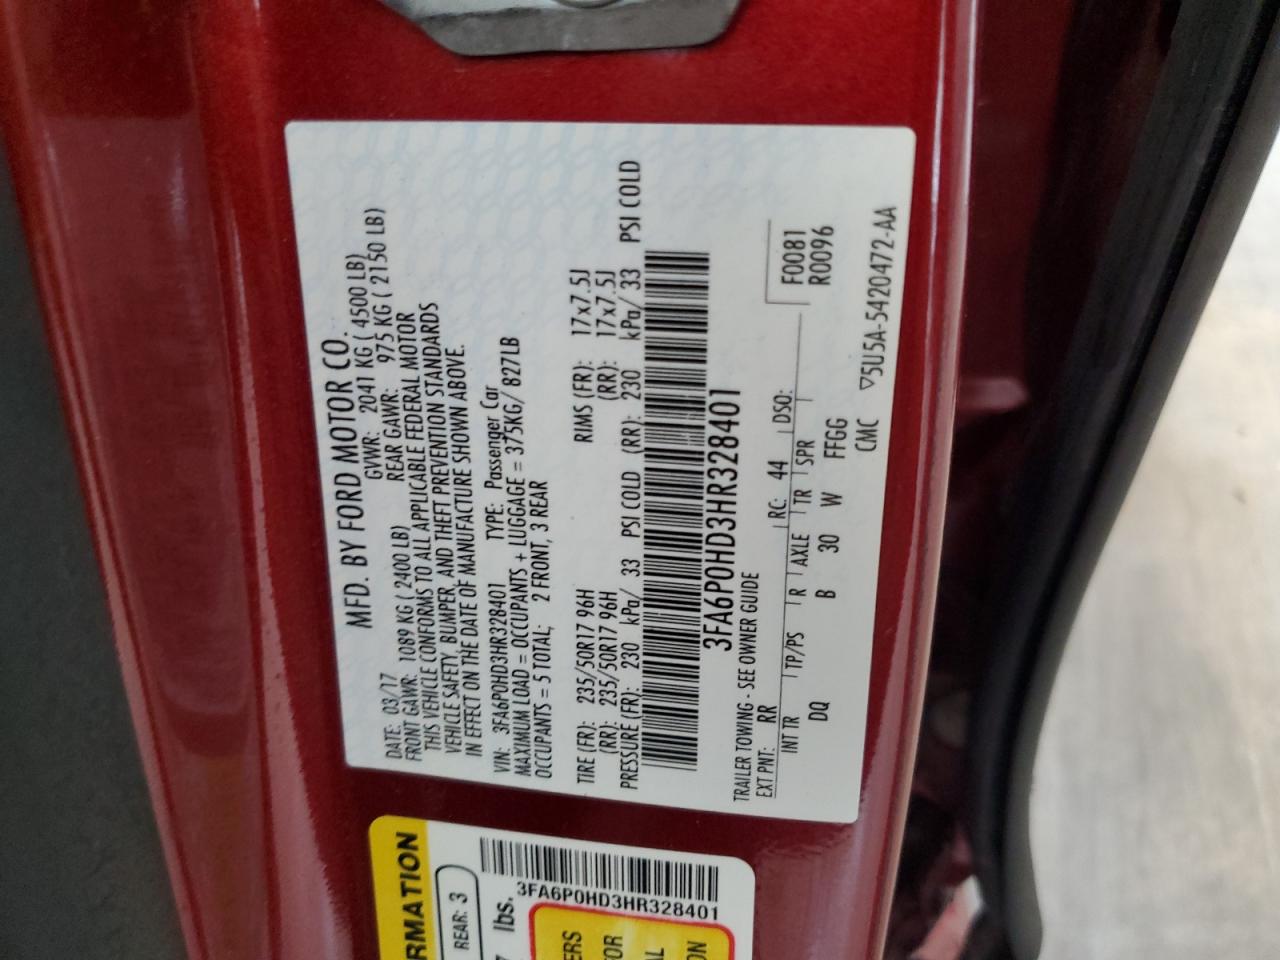 MFD. BY FORD MOTOR CO.
DATE: 03/17 GVWR: 2041 KG ( 4500 LB)
FRONT GAWR: 1089 KG ( 2400 LB) REAR GAWR: 975 KG ( 2150 LB)
THIS VEHICLE CONFORMS TO ALL APPLICABLE FEDERAL MOTOR
VEHICLE SAFETY, BUMPER, AND THEFT PREVENTION STANDARDS
IN EFFECT ON THE DATE OF MANUFACTURE SHOWN ABOVE.
VIN: 3FA6P0HD3HR328401 TYPE: Passenger Car
MAXIMUM LOAD = OCCUPANTS + LUGGAGE = 375KG/ 827LB
OCCUPANTS = 5 TOTAL; 2 FRONT, 3 REAR
TIRE (FR): 235/50R17 96H RIMS (FR): 17x7.5J
(RR): 235/50R17 96H (RR): 17x7.5J
PRESSURE (FR): 230 kPa/ 33 PSI COLD (RR): 230 kPa/ 33 PSI COLD
3FA6P0HD3HR328401
TRAILER TOWING - SEE OWNER GUIDE
EXT PNT: RR RC: 44 DSO: F0081
INT TR TP/PS R AXLE TR SPR R0096
DQ B 30 W FFGG
CMC ▽5U5A-5420472-AA
RMATION
REAR: 3
lbs.
3FA6P0HD3HR328401
ERS
OR
AL
ON